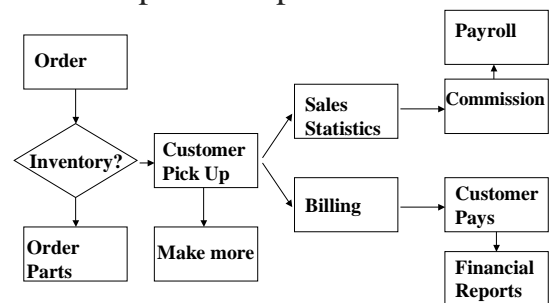 Order
Inventory?
Order
Parts
Customer
Pick Up
Make more
Sales
Statistics
Billing
Payroll
Commission
Customer
Pays
Financial
Reports